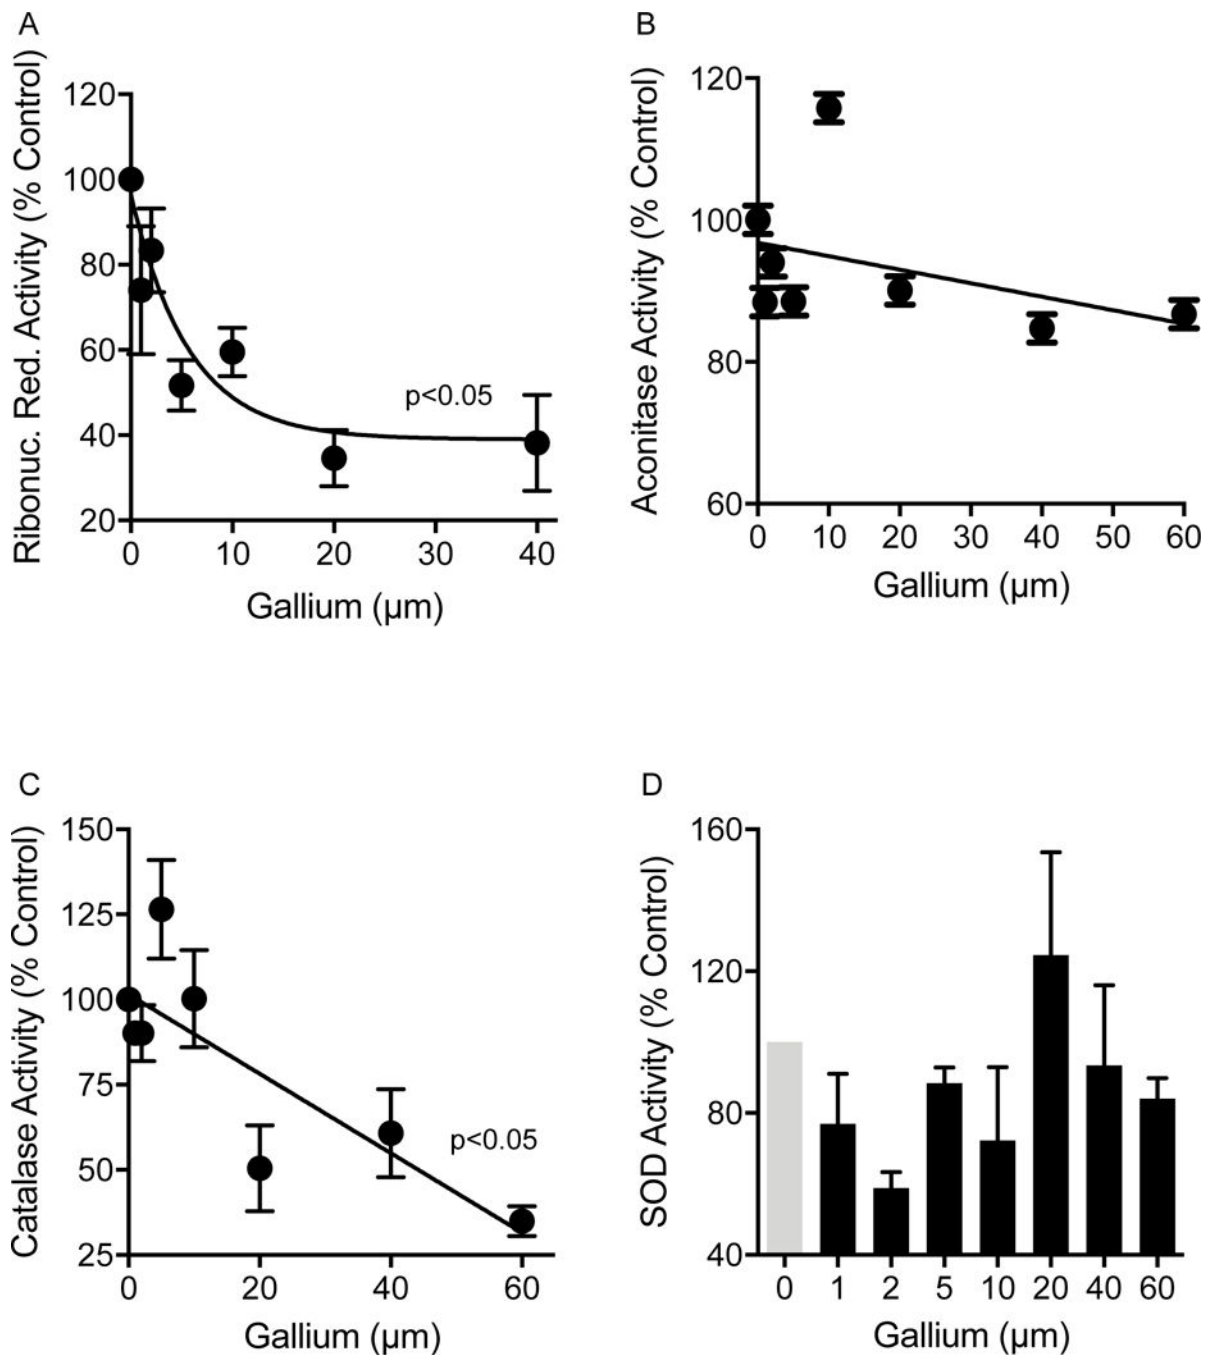 A
Ribonuc. Red. Activity (% Control)
120
100
80
60
40
20
p<0.05
0 10 20 30 40
Gallium (µm)
B
Aconitase Activity (% Control)
120
100
80
60
0 10 20 30 40 50 60
Gallium (µm)
C
Catalase Activity (% Control)
150
125
100
75
50
25
p<0.05
0 20 40 60
Gallium (µm)
D
SOD Activity (% Control)
160
120
80
40
0 1 2 5 10 20 40 60
Gallium (µm)